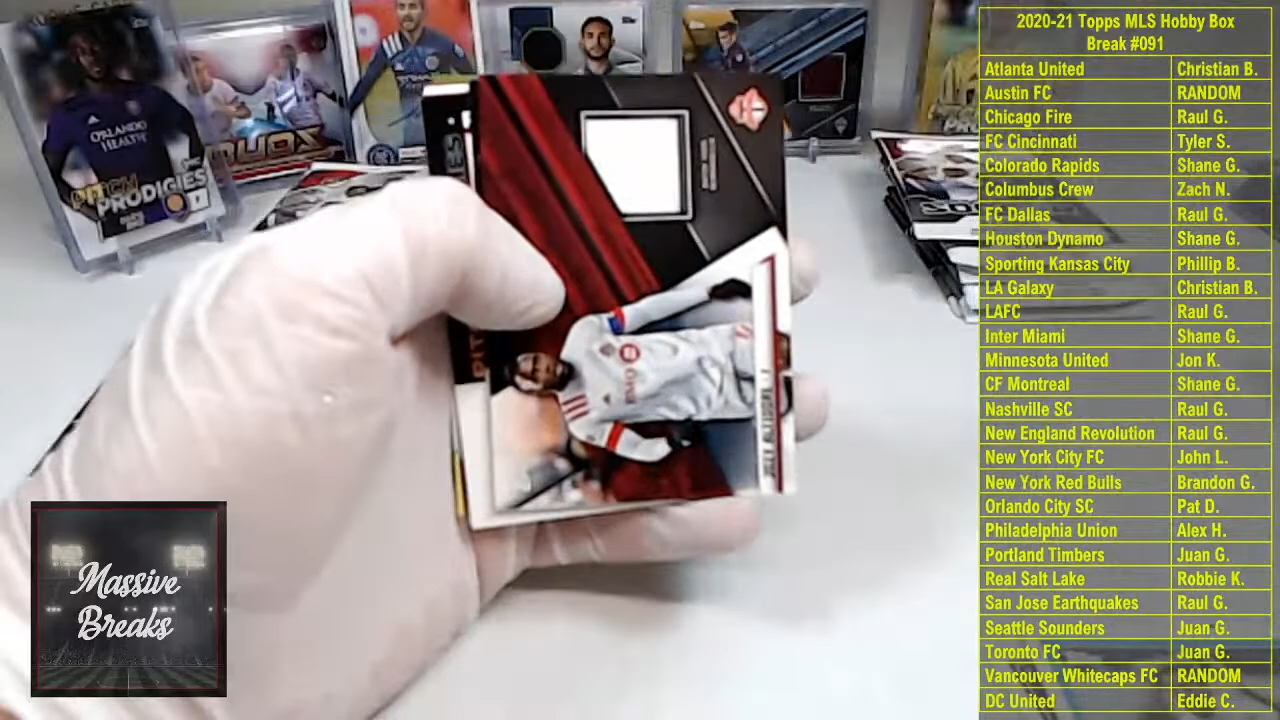 ORLANDO
HEALTH
PITCH
PRODIGIES
DUOS
Massive
Breaks
2020-21 Topps MLS Hobby Box
Break #091
Atlanta United Christian B.
Austin FC RANDOM
Chicago Fire Raul G.
FC Cincinnati Tyler S.
Colorado Rapids Shane G.
Columbus Crew Zach N.
FC Dallas Raul G.
Houston Dynamo Shane G.
Sporting Kansas City Phillip B.
LA Galaxy Christian B.
LAFC Raul G.
Inter Miami Shane G.
Minnesota United Jon K.
CF Montreal Shane G.
Nashville SC Raul G.
New England Revolution Raul G.
New York City FC John L.
New York Red Bulls Brandon G.
Orlando City SC Pat D.
Philadelphia Union Alex H.
Portland Timbers Juan G.
Real Salt Lake Robbie K.
San Jose Earthquakes Raul G.
Seattle Sounders Juan G.
Toronto FC Juan G.
Vancouver Whitecaps FC RANDOM
DC United Eddie C.